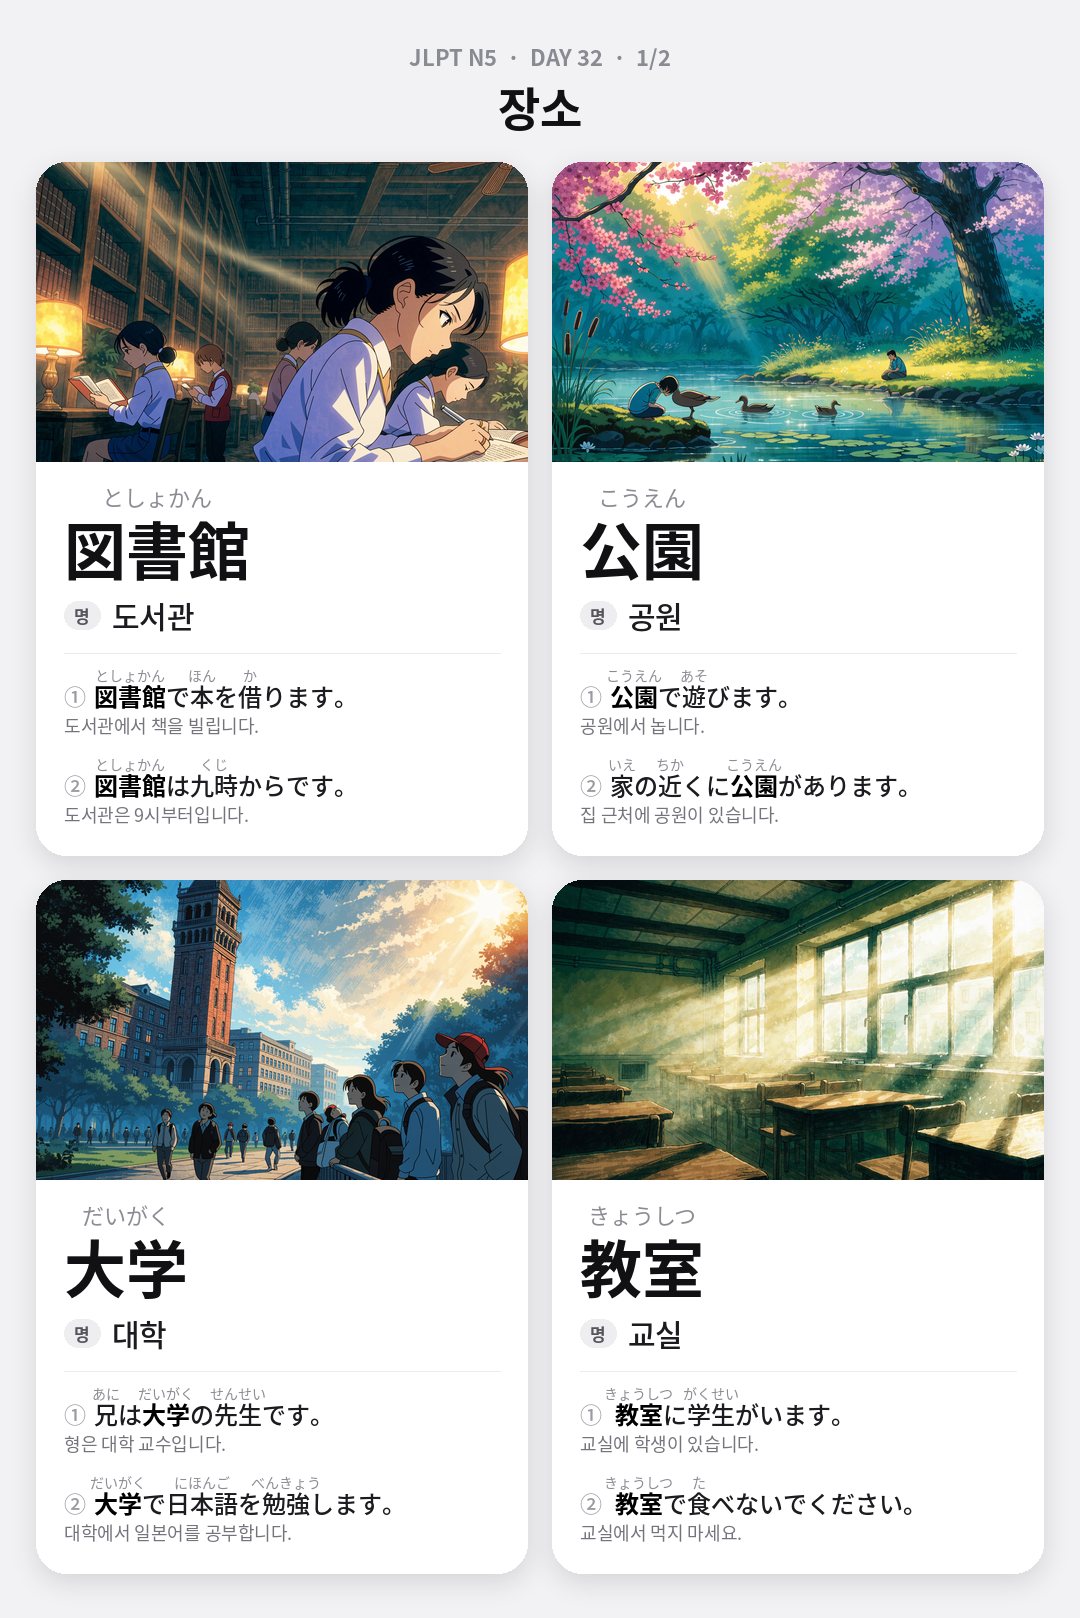 JLPT N5 · DAY 32 · 1/2
장소
としょかん
図書館
명 도서관
としょかん ほん か
① 図書館で本を借ります。
도서관에서 책을 빌립니다.
としょかん くじ
② 図書館は九時からです。
도서관은 9시부터입니다.
こうえん
公園
명 공원
こうえん あそ
① 公園で遊びます。
공원에서 놉니다.
いえ ちか こうえん
② 家の近くに公園があります。
집 근처에 공원이 있습니다.
だいがく
大学
명 대학
あに だいがく せんせい
① 兄は大学の先生です。
형은 대학 교수입니다.
だいがく にほんご べんきょう
② 大学で日本語を勉強します。
대학에서 일본어를 공부합니다.
きょうしつ
教室
명 교실
きょうしつ がくせい
① 教室に学生がいます。
교실에 학생이 있습니다.
きょうしつ た
② 教室で食べないでください。
교실에서 먹지 마세요.